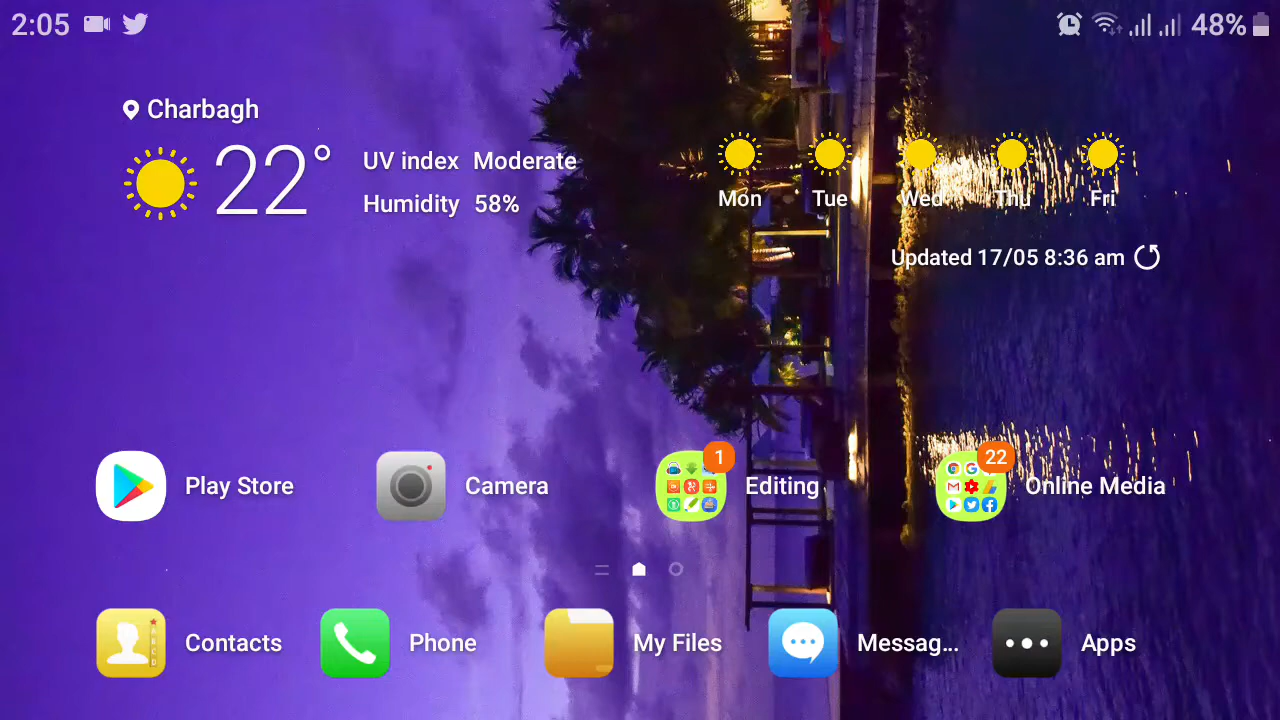 2:05 48%
Charbagh
22°
UV index Moderate
Humidity 58%
Mon Tue Wed Thu Fri
Updated 17/05 8:36 am
Play Store
Camera
1
Editing
22
Online Media
Contacts
Phone
My Files
Messag...
Apps